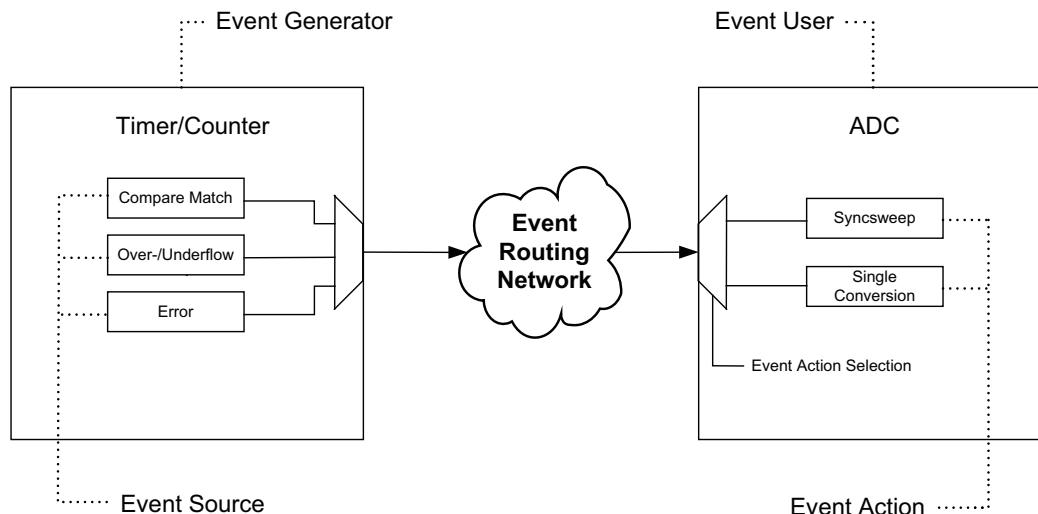 Event Generator
Event User
Timer/Counter
ADC
Compare Match
Over-/Underflow
Error
Event
Routing
Network
Syncsweep
Single
Conversion
Event Action Selection
Event Source
Event Action